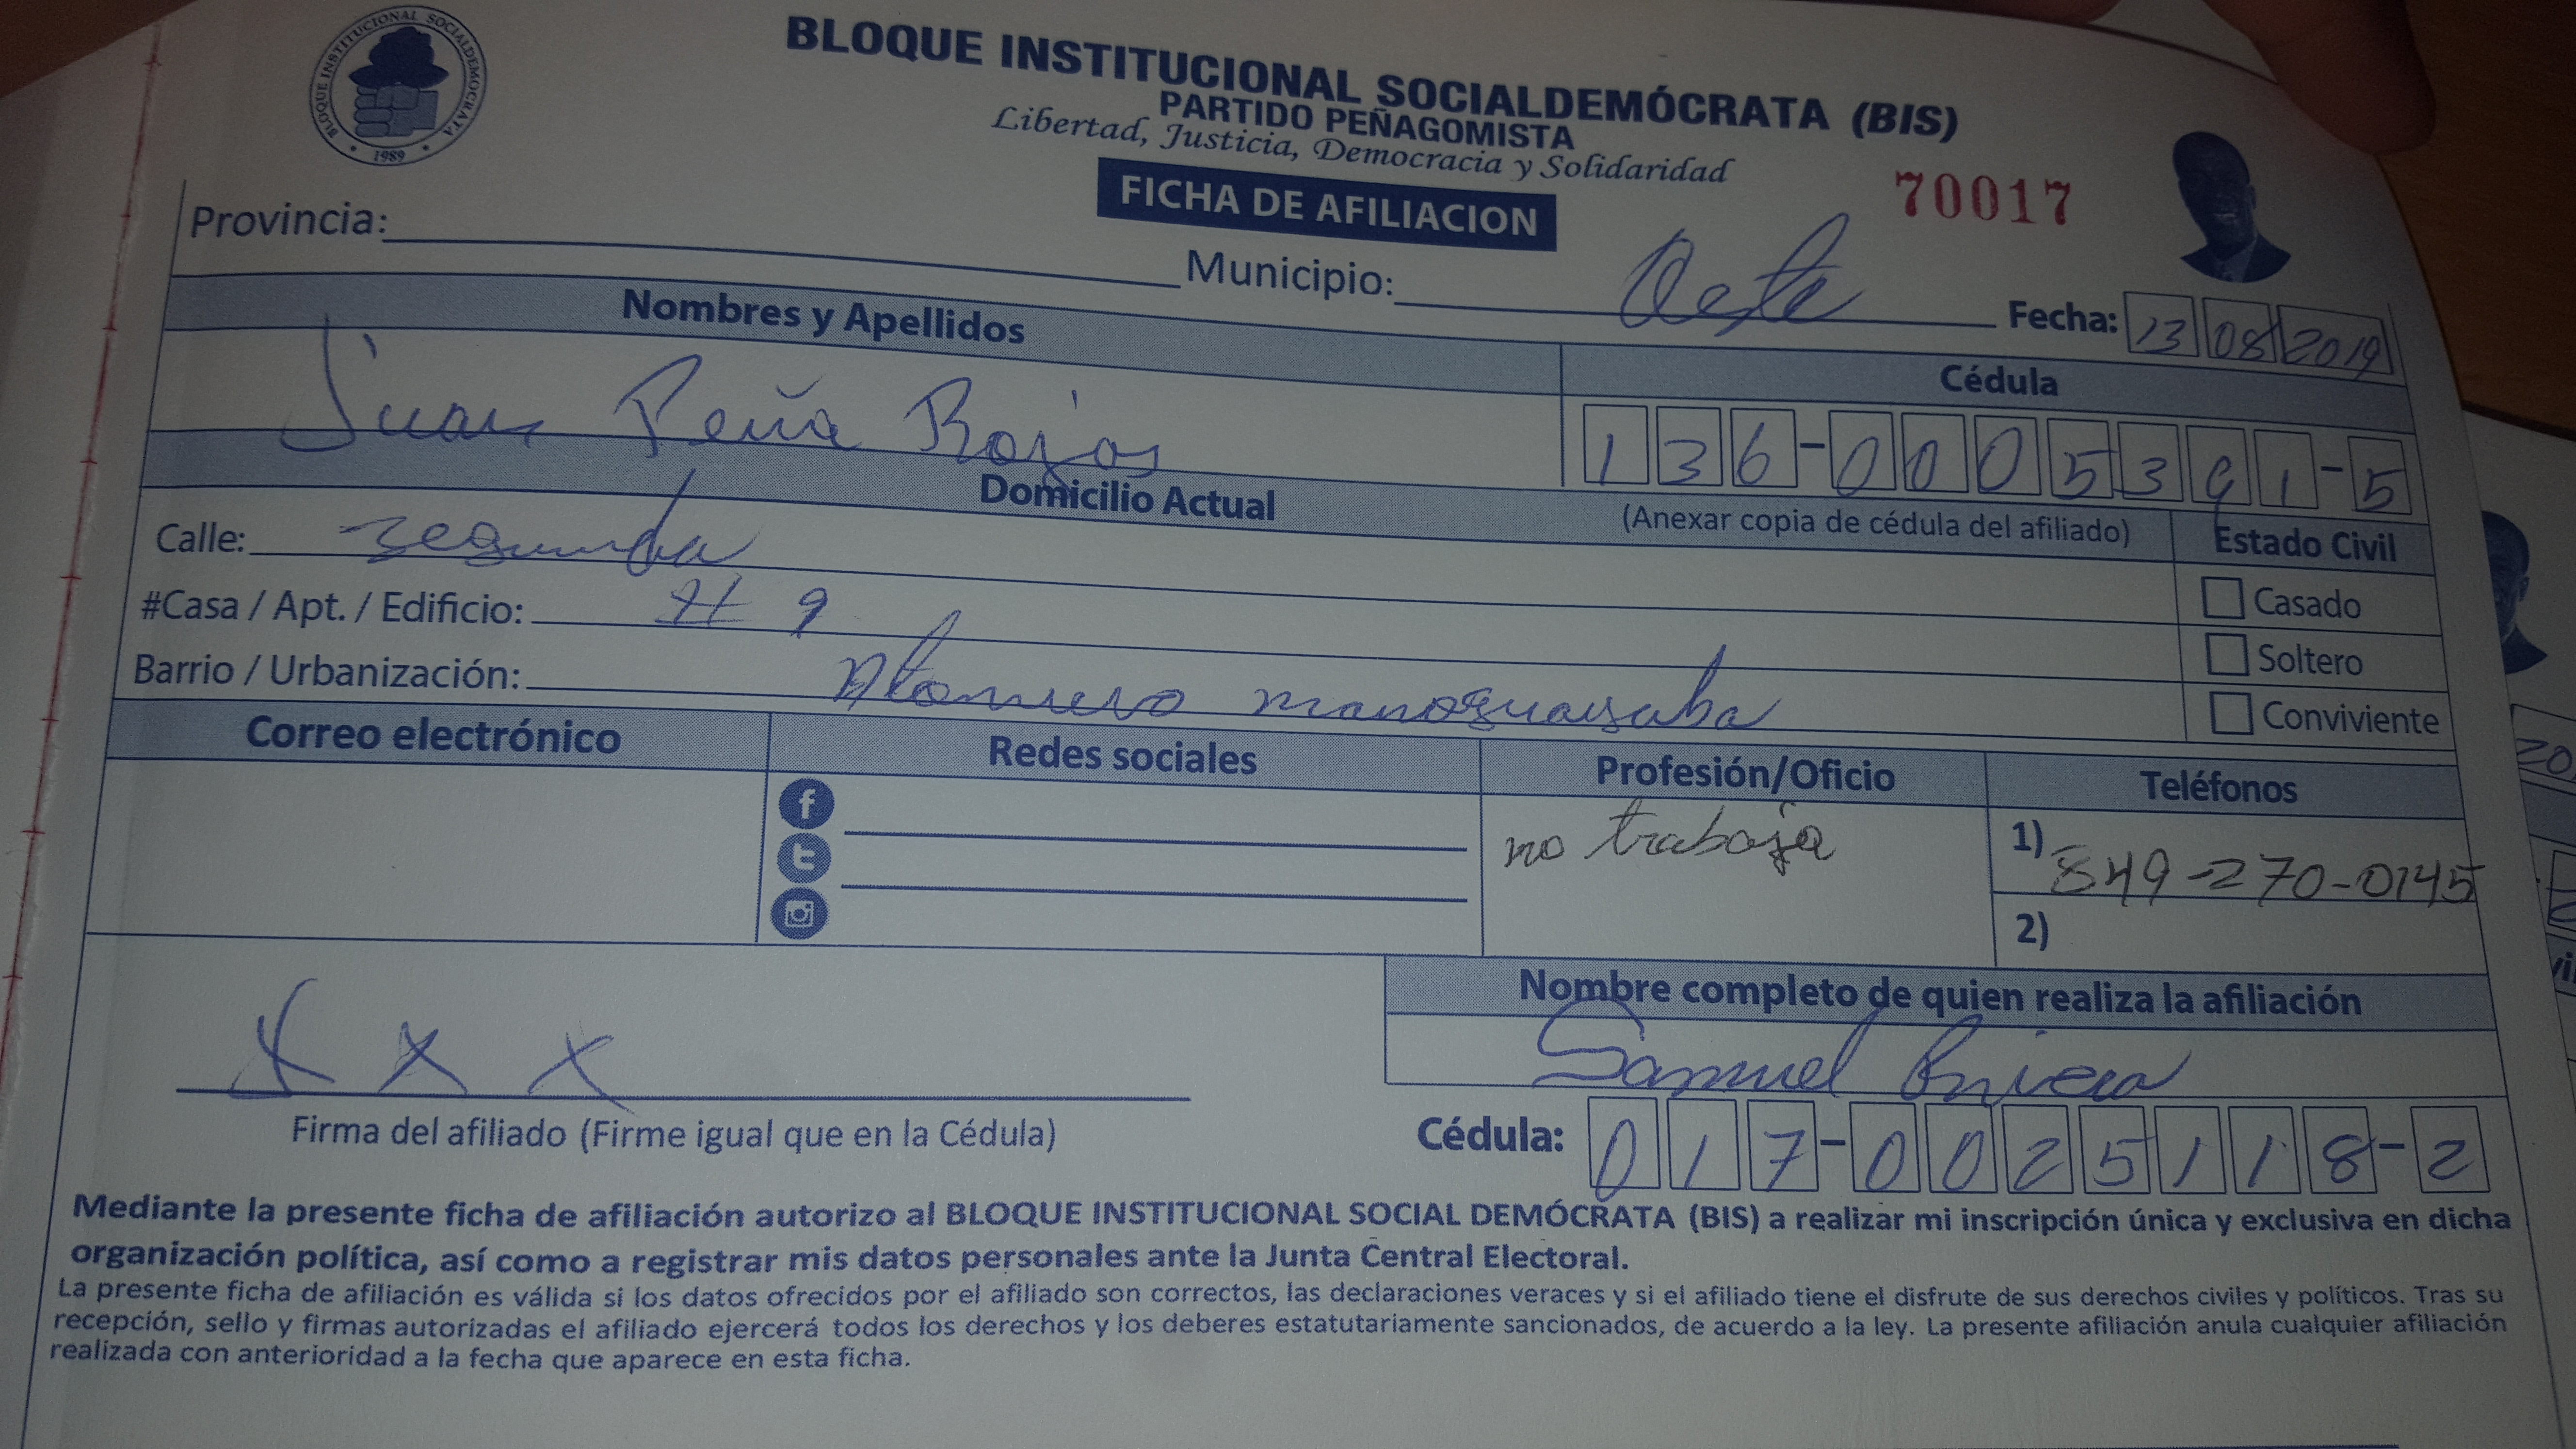 BLOQUE INSTITUCIONAL SOCIALDEMOCRATA
1989
BLOQUE INSTITUCIONAL SOCIALDEMÓCRATA (BIS)
PARTIDO PEÑAGOMISTA
Libertad, Justicia, Democracia y Solidaridad
FICHA DE AFILIACION
70017
Provincia:
Municipio: Oeste
Fecha: 13 08 2019
Nombres y Apellidos
Cédula
Juan Peña Rojas
136-0005391-5
Domicilio Actual
(Anexar copia de cédula del afiliado)
Estado Civil
Calle: segunda
Casado
#Casa / Apt. / Edificio: # 9
Soltero
Barrio / Urbanización: manoguayaba
Conviviente
Correo electrónico
Redes sociales
Profesión/Oficio
Teléfonos
no trabaja
1) 849-270-0145
2)
Nombre completo de quien realiza la afiliación
Samuel
X X X
Firma del afiliado (Firme igual que en la Cédula)
Cédula: 017-0025118-2
Mediante la presente ficha de afiliación autorizo al BLOQUE INSTITUCIONAL SOCIAL DEMÓCRATA (BIS) a realizar mi inscripción única y exclusiva en dicha
organización política, así como a registrar mis datos personales ante la Junta Central Electoral.
La presente ficha de afiliación es válida si los datos ofrecidos por el afiliado son correctos, las declaraciones veraces y si el afiliado tiene el disfrute de sus derechos civiles y políticos. Tras su
recepción, sello y firmas autorizadas el afiliado ejercerá todos los derechos y los deberes estatutariamente sancionados, de acuerdo a la ley. La presente afiliación anula cualquier afiliación
realizada con anterioridad a la fecha que aparece en esta ficha.